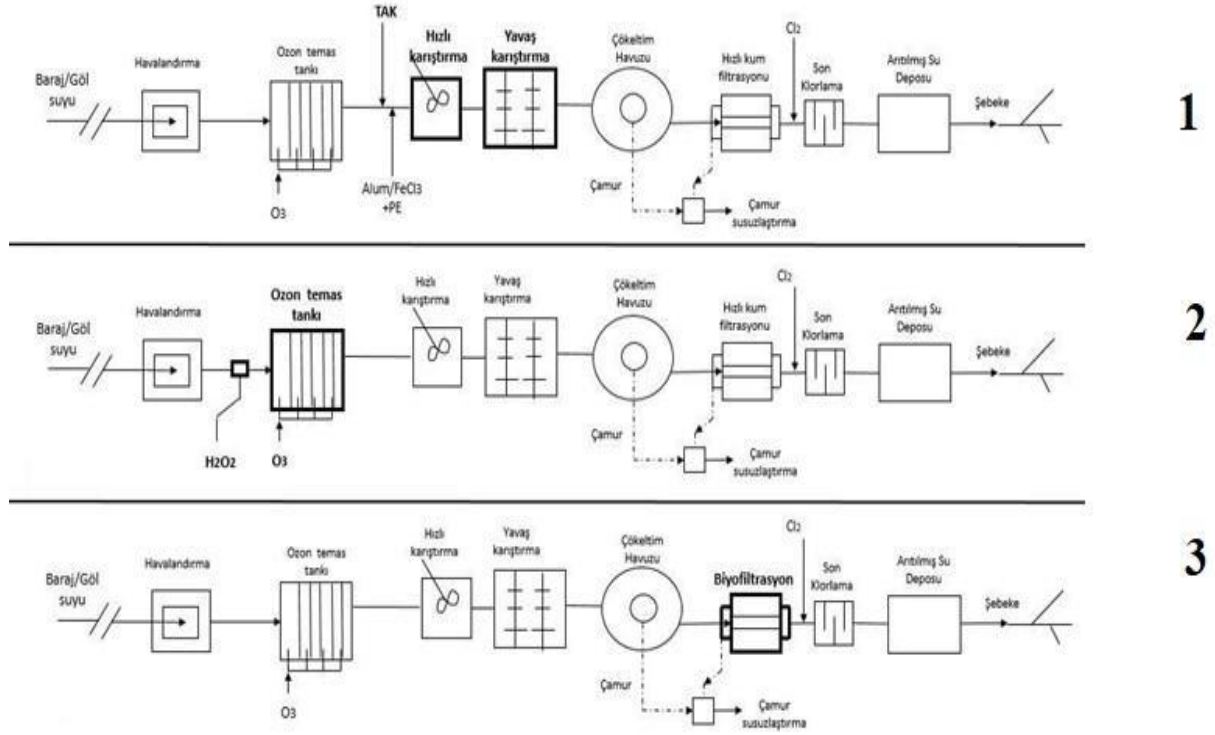 TAK
Baraj/Göl
suyu
Havalandırma
Ozon temas
tankı
O3
Alum/FeCl3
+PE
Hızlı
karıştırma
Yavaş
karıştırma
Çökeltim
Havuzu
Çamur
Hızlı kum
filtrasyonu
Çamur
susuzlaştırma
Cl2
Son
Klorlama
Arıtılmış Su
Deposu
Şebeke
1
Baraj/Göl
suyu
Havalandırma
H2O2
Ozon temas
tankı
O3
Hızlı
karıştırma
Yavaş
karıştırma
Çökeltim
Havuzu
Çamur
Hızlı kum
filtrasyonu
Çamur
susuzlaştırma
Cl2
Son
Klorlama
Arıtılmış Su
Deposu
Şebeke
2
Baraj/Göl
suyu
Havalandırma
Ozon temas
tankı
O3
Hızlı
karıştırma
Yavaş
karıştırma
Çökeltim
Havuzu
Çamur
Biyofiltrasyon
Çamur
susuzlaştırma
Cl2
Son
Klorlama
Arıtılmış Su
Deposu
Şebeke
3